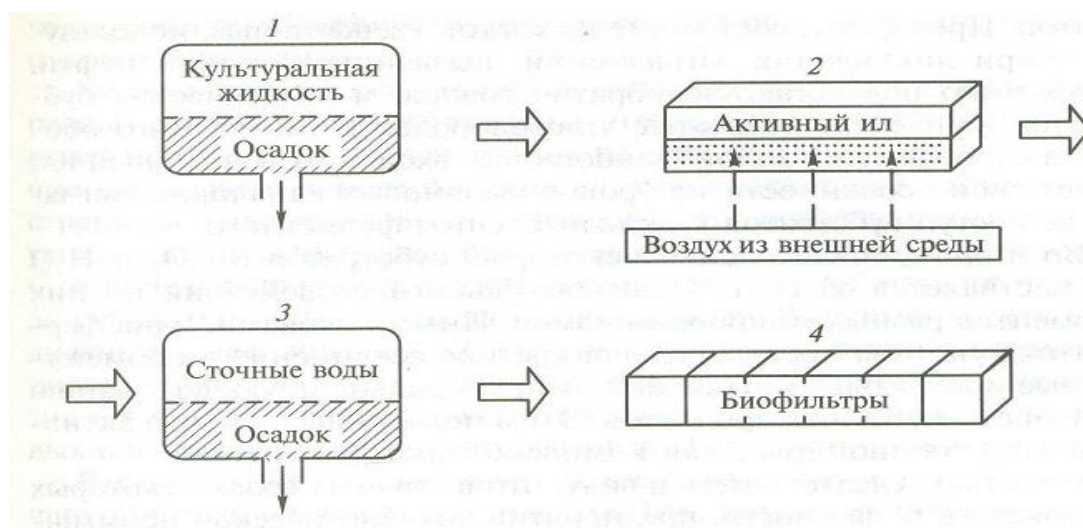 1
Культуральная
жидкость
Осадок
2
Активный ил
Воздух из внешней среды
3
Сточные воды
Осадок
4
Биофильтры